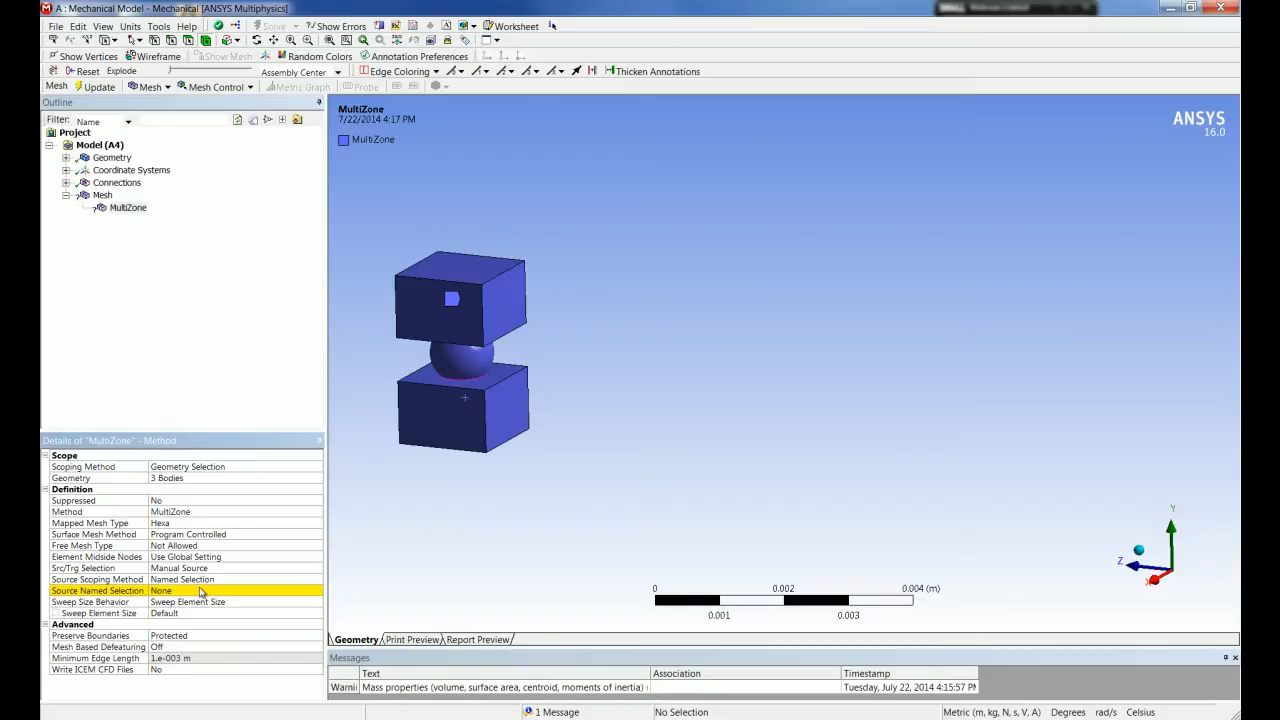 A : Mechanical Model - Mechanical [ANSYS Multiphysics]
File Edit View Units Tools Help Solve Show Errors Worksheet
Show Vertices Wireframe Show Mesh Random Colors Annotation Preferences
Reset Explode Assembly Center Edge Coloring Thicken Annotations
Mesh Update Mesh Mesh Control Metric Graph Probe
Outline
Filter: Name
Project
Model (A4)
Geometry
Coordinate Systems
Connections
Mesh
MultiZone
Details of "MultiZone" - Method
Scope
Scoping Method Geometry Selection
Geometry 3 Bodies
Definition
Suppressed No
Method MultiZone
Mapped Mesh Type Hexa
Surface Mesh Method Program Controlled
Free Mesh Type Not Allowed
Element Midside Nodes Use Global Setting
Src/Trg Selection Manual Source
Source Scoping Method Named Selection
Source Named Selection None
Sweep Size Behavior Sweep Element Size
Sweep Element Size Default
Advanced
Preserve Boundaries Protected
Mesh Based Defeaturing Off
Minimum Edge Length 1.e-003 m
Write ICEM CFD Files No
MultiZone
7/22/2014 4:17 PM
MultiZone
ANSYS
16.0
Y
Z
X
0 0.002 0.004 (m)
0.001 0.003
Geometry Print Preview Report Preview
Messages
Text Association Timestamp
Warni Mass properties (volume, surface area, centroid, moments of inertia) Tuesday, July 22, 2014 4:15:57 PM
1 Message No Selection Metric (m, kg, N, s, V, A) Degrees rad/s Celsius